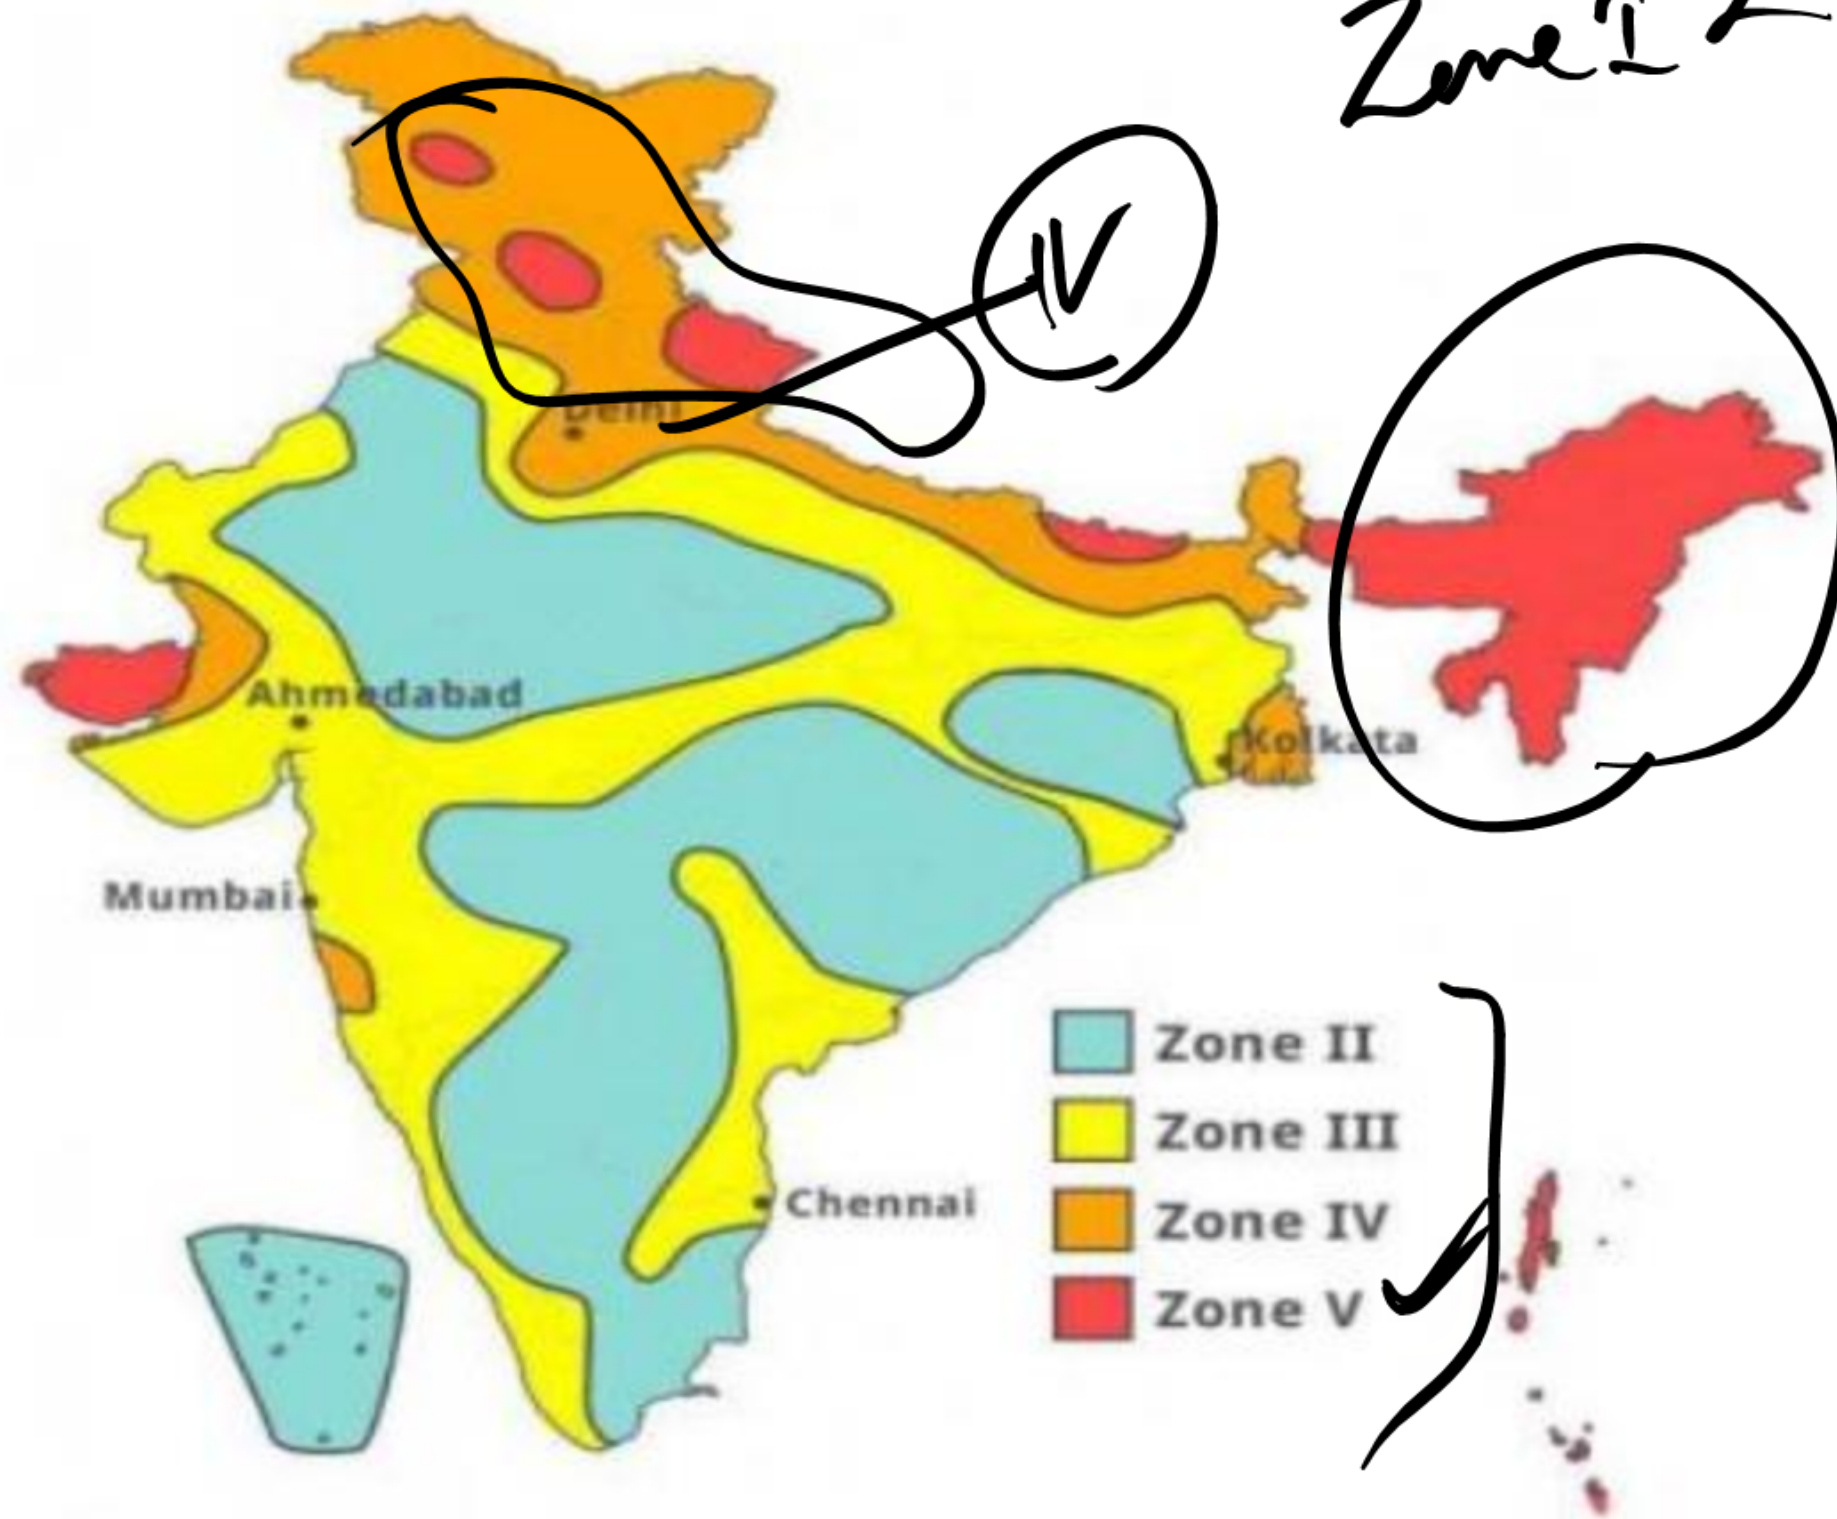 Zone I
IV
Delhi
Ahmedabad
Kolkata
Mumbai
Zone II
Zone III
Zone IV
Chennai
Zone V